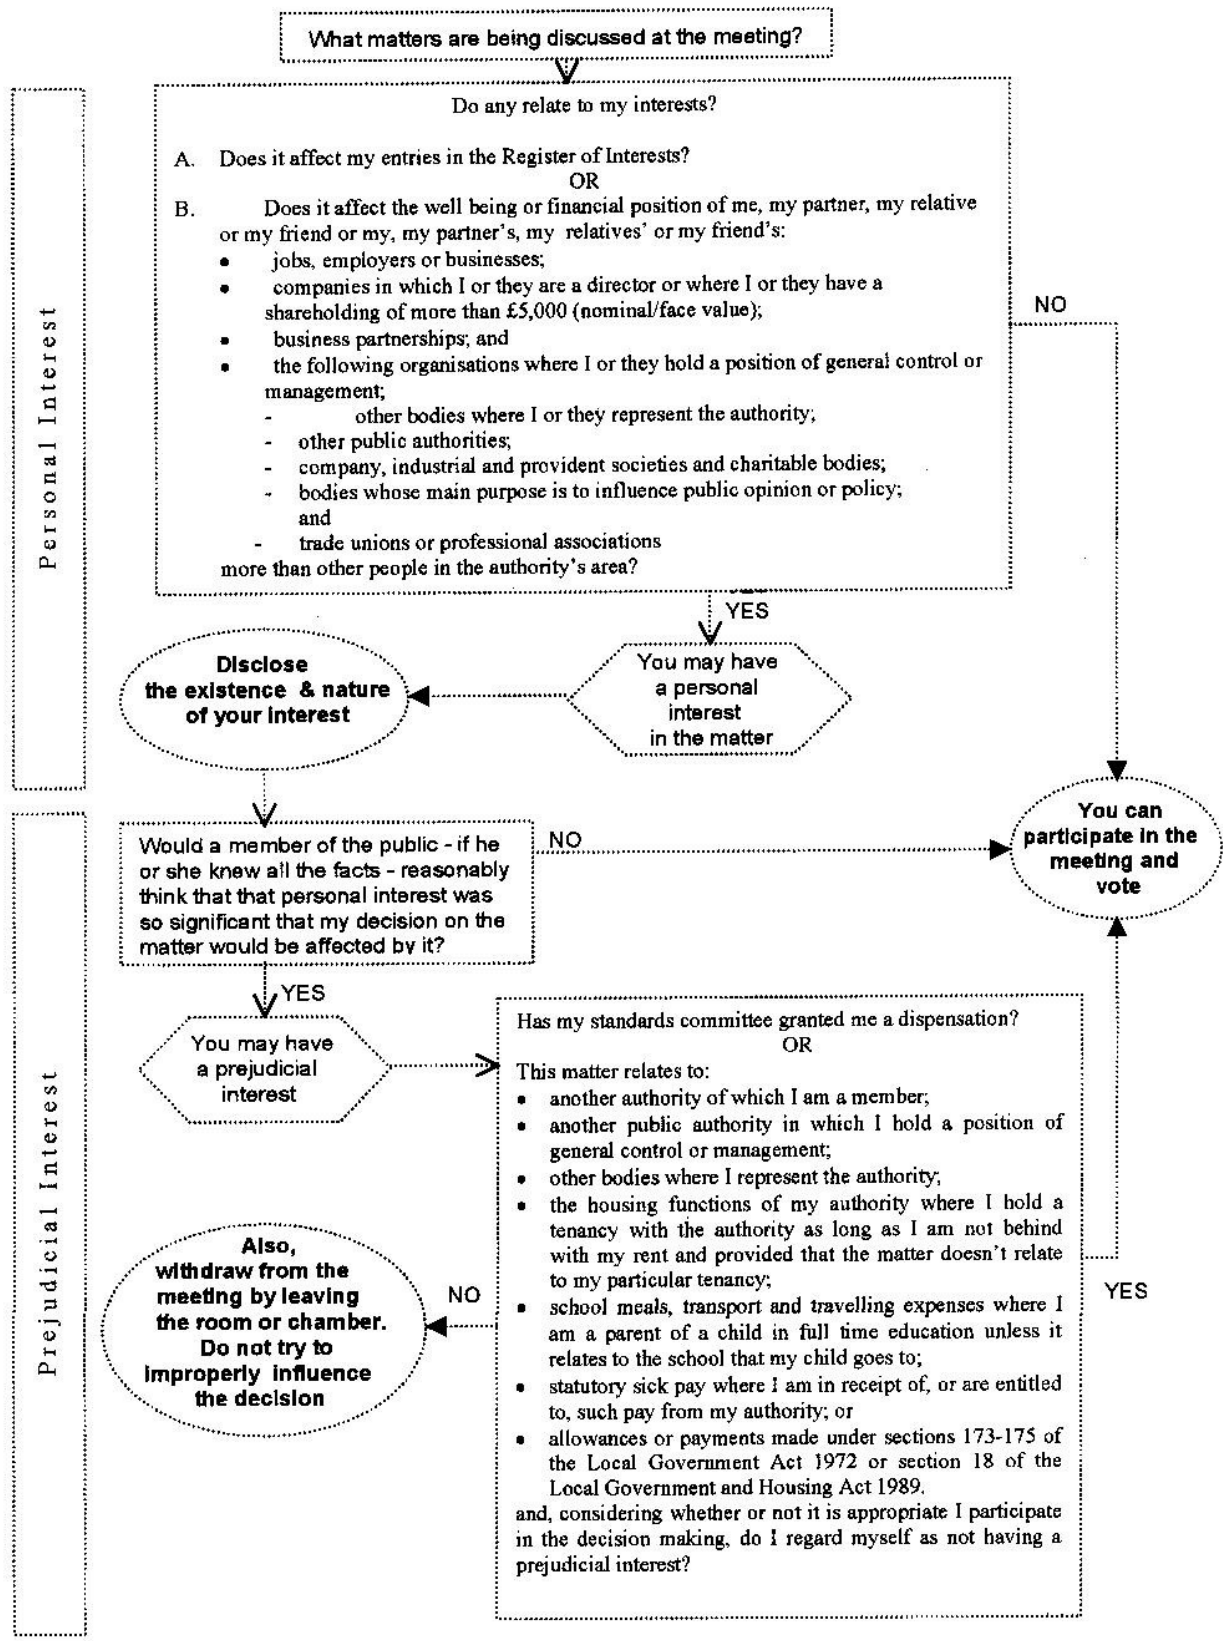 What matters are being discussed at the meeting?
Personal Interest
Do any relate to my interests?
A. Does it affect my entries in the Register of Interests?
OR
B. Does it affect the well being or financial position of me, my partner, my relative
or my friend or my, my partner's, my relatives' or my friend's:
• jobs, employers or businesses;
• companies in which I or they are a director or where I or they have a
shareholding of more than £5,000 (nominal/face value);
• business partnerships; and
• the following organisations where I or they hold a position of general control or
management;
- other bodies where I or they represent the authority;
- other public authorities;
- company, industrial and provident societies and charitable bodies;
- bodies whose main purpose is to influence public opinion or policy;
and
- trade unions or professional associations
more than other people in the authority's area?
NO
YES
You may have
a personal
interest
in the matter
Disclose
the existence & nature
of your interest
Prejudicial Interest
Would a member of the public - if he
or she knew all the facts - reasonably
think that that personal interest was
so significant that my decision on the
matter would be affected by it?
NO
You can
participate in the
meeting and
vote
YES
You may have
a prejudicial
interest
Has my standards committee granted me a dispensation?
OR
This matter relates to:
• another authority of which I am a member;
• another public authority in which I hold a position of
general control or management;
• other bodies where I represent the authority;
• the housing functions of my authority where I hold a
tenancy with the authority as long as I am not behind
with my rent and provided that the matter doesn't relate
to my particular tenancy;
• school meals, transport and travelling expenses where I
am a parent of a child in full time education unless it
relates to the school that my child goes to;
• statutory sick pay where I am in receipt of, or are entitled
to, such pay from my authority; or
• allowances or payments made under sections 173-175 of
the Local Government Act 1972 or section 18 of the
Local Government and Housing Act 1989.
and, considering whether or not it is appropriate I participate
in the decision making, do I regard myself as not having a
prejudicial interest?
YES
NO
Also,
withdraw from the
meeting by leaving
the room or chamber.
Do not try to
improperly influence
the decision